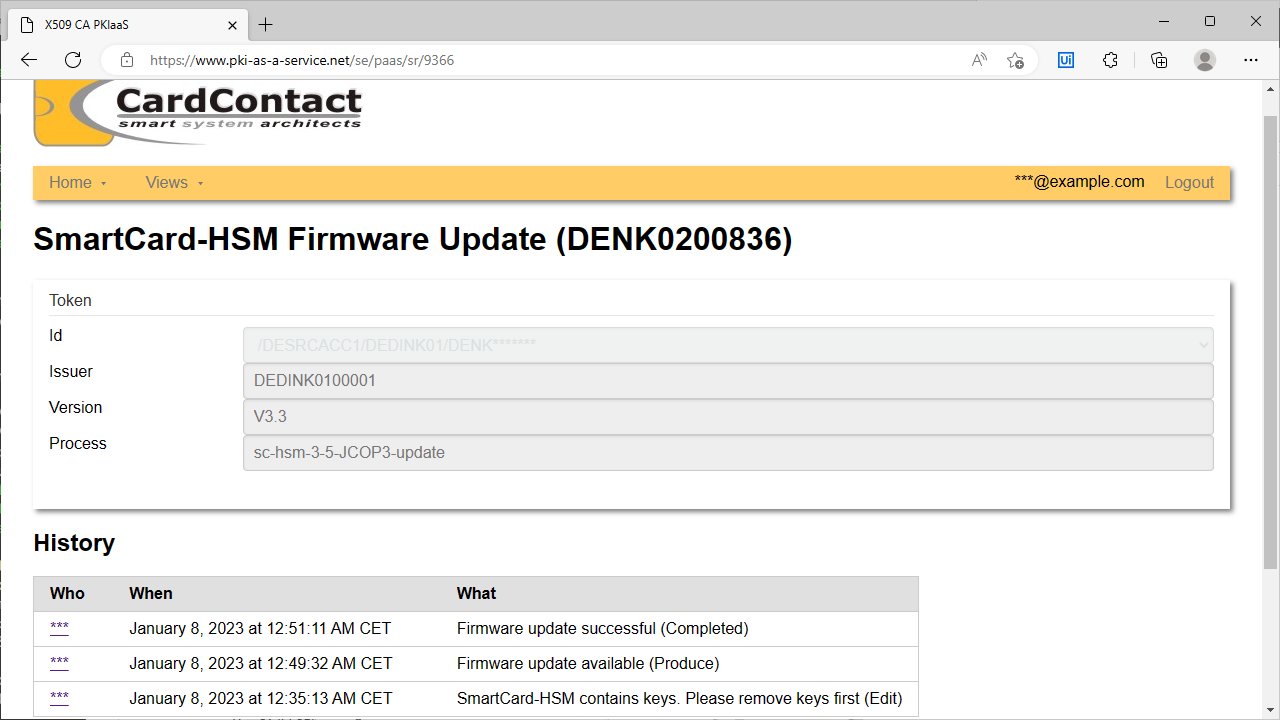 X509 CA PKIaaS
https://www.pki-as-a-service.net/se/paas/sr/9366
CardContact
smart system architects
Home Views ***@example.com Logout
SmartCard-HSM Firmware Update (DENK0200836)
Token
Id /DESRCACC1/DEDINK01/DENK*******
Issuer DEDINK0100001
Version V3.3
Process sc-hsm-3-5-JCOP3-update
History
Who When What
*** January 8, 2023 at 12:51:11 AM CET Firmware update successful (Completed)
*** January 8, 2023 at 12:49:32 AM CET Firmware update available (Produce)
*** January 8, 2023 at 12:35:13 AM CET SmartCard-HSM contains keys. Please remove keys first (Edit)